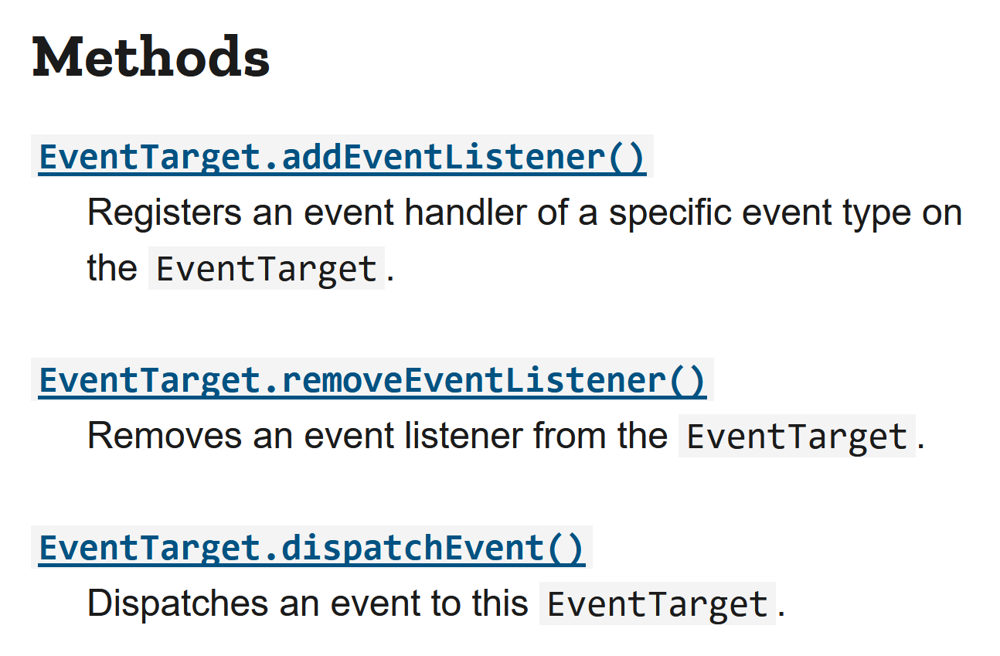 Methods
EventTarget.addEventListener()
Registers an event handler of a specific event type on
the EventTarget.
EventTarget.removeEventListener()
Removes an event listener from the EventTarget.
EventTarget.dispatchEvent()
Dispatches an event to this EventTarget.